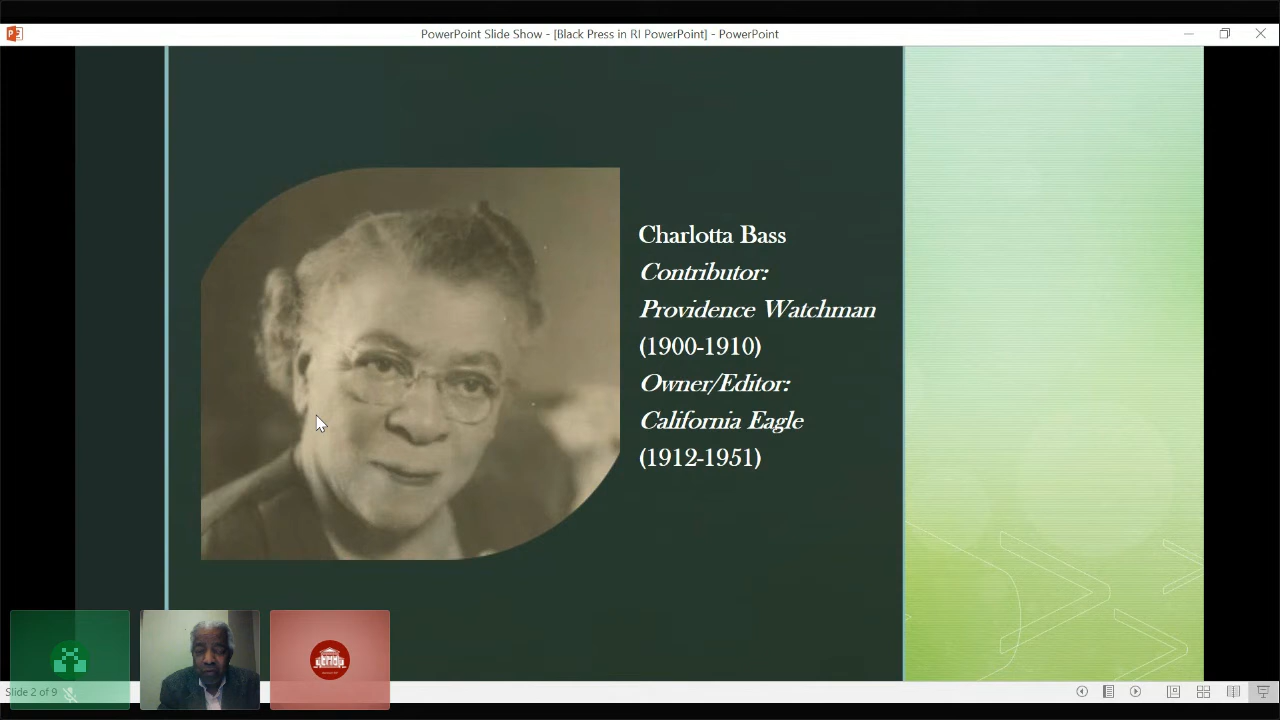 PowerPoint Slide Show - [Black Press in RI PowerPoint] - PowerPoint
Charlotta Bass
Contributor:
Providence Watchman
(1900-1910)
Owner/Editor:
California Eagle
(1912-1951)
Slide 2 of 9